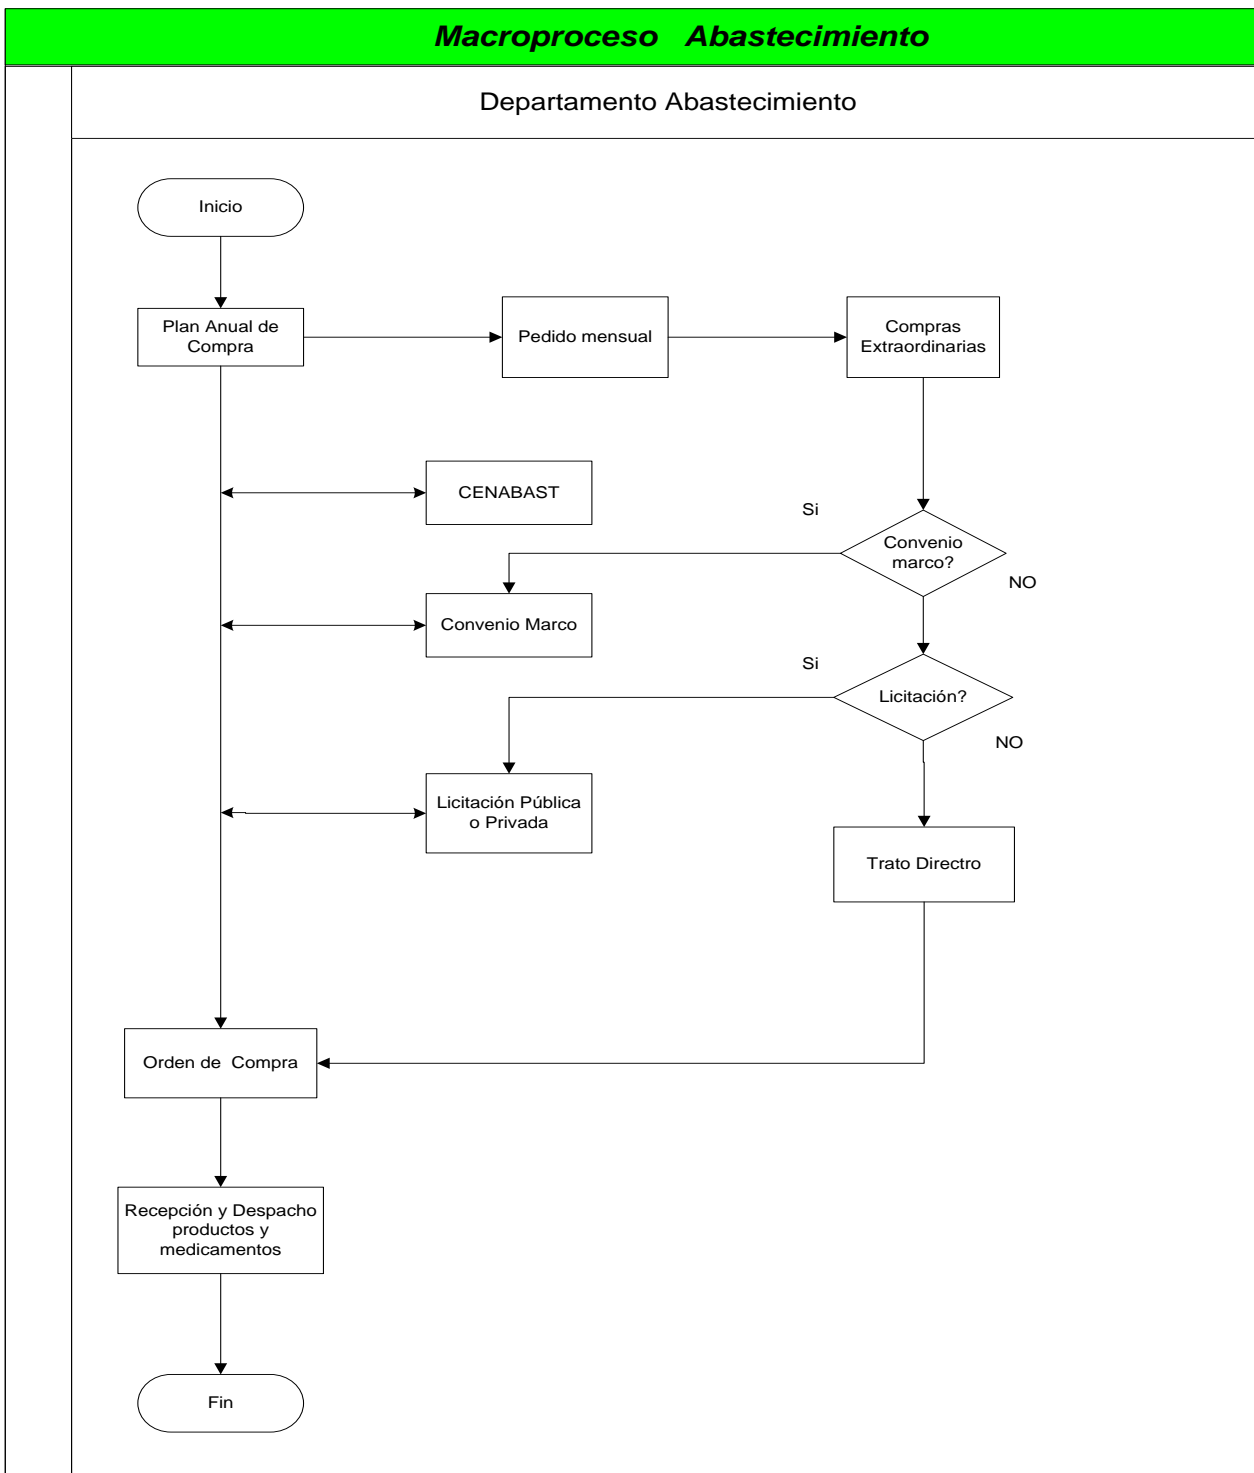 Macroproceso Abastecimiento
Departamento Abastecimiento
Inicio
Plan Anual de
Compra
Pedido mensual
Compras
Extraordinarias
CENABAST
Si
Convenio
marco?
NO
Convenio Marco
Si
Licitación?
NO
Licitación Pública
o Privada
Trato Directro
Orden de Compra
Recepción y Despacho
productos y
medicamentos
Fin